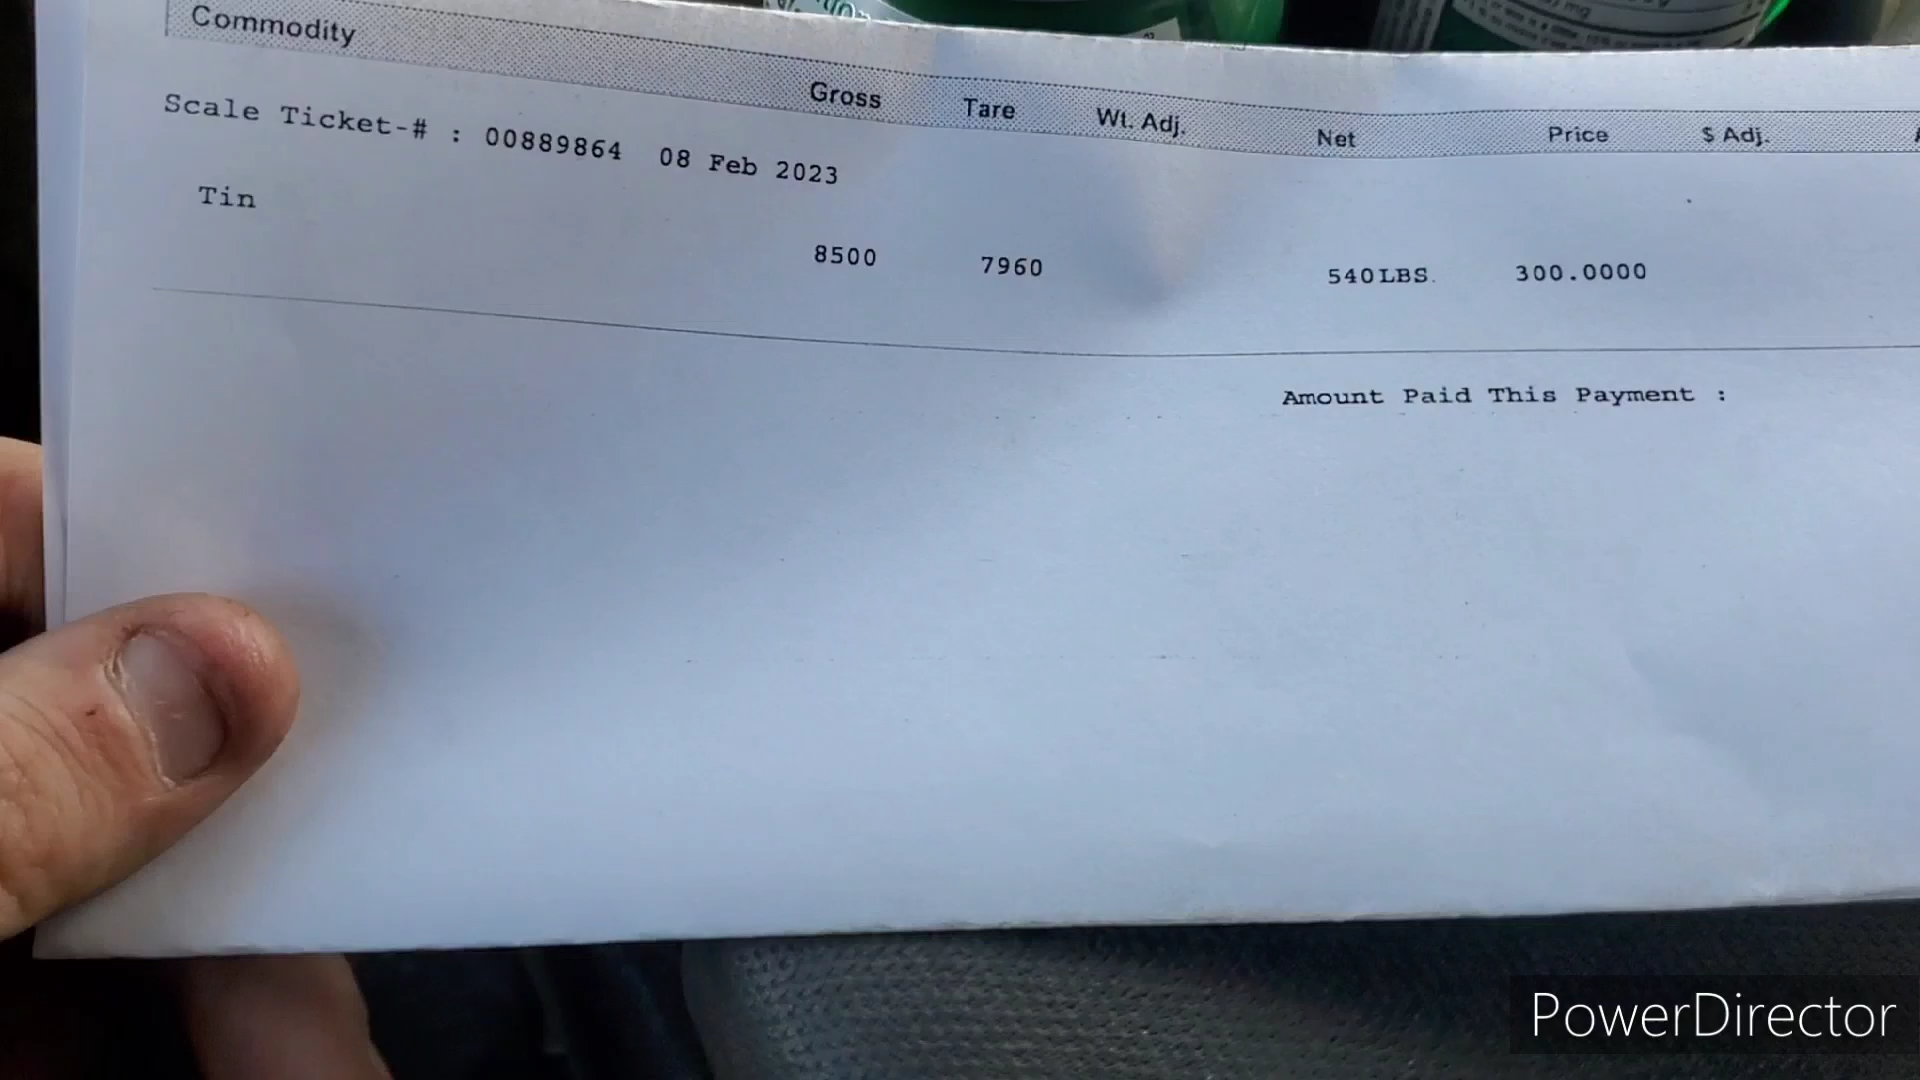 Commodity Gross Tare Wt. Adj. Net Price $ Adj.
Scale Ticket-# : 00889864 08 Feb 2023
Tin
8500 7960 540LBS. 300.0000
Amount Paid This Payment :
mg
PowerDirector